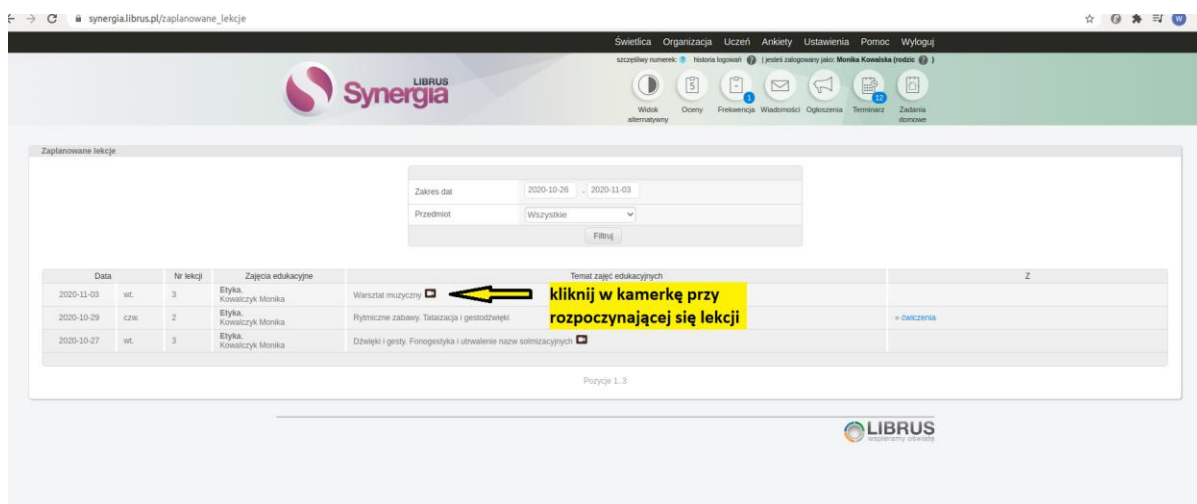 synergia.librus.pl/zaplanowane_lekcje
W
Świetlica Organizacja Uczeń Ankiety Ustawienia Pomoc Wyloguj
szczęśliwy numerek: ? historia logowań ? | jesteś zalogowany jako: Monika Kowalska (rodzic ? )
LIBRUS
Synergia
5
1
12
Widok alternatywny Oceny Frekwencja Wiadomości Ogłoszenia Terminarz Zadania domowe
Zaplanowane lekcje
Zakres dat 2020-10-26 - 2020-11-03
Przedmiot Wszystkie
Filtruj
Data Nr lekcji Zajęcia edukacyjne Temat zajęć edukacyjnych Z
2020-11-03 wt. 3 Etyka, Kowalczyk Monika Warsztat muzyczny
kliknij w kamerkę przy
rozpoczynającej się lekcji
2020-10-29 czw. 2 Etyka, Kowalczyk Monika Rytmiczne zabawy. Tataizacja i gestodźwięki » ćwiczenia
2020-10-27 wt. 3 Etyka, Kowalczyk Monika Dźwięki i gesty. Fonogestyka i utrwalenie nazw solmizacyjnych
Pozycje 1..3
LIBRUS
wspieramy oświatę